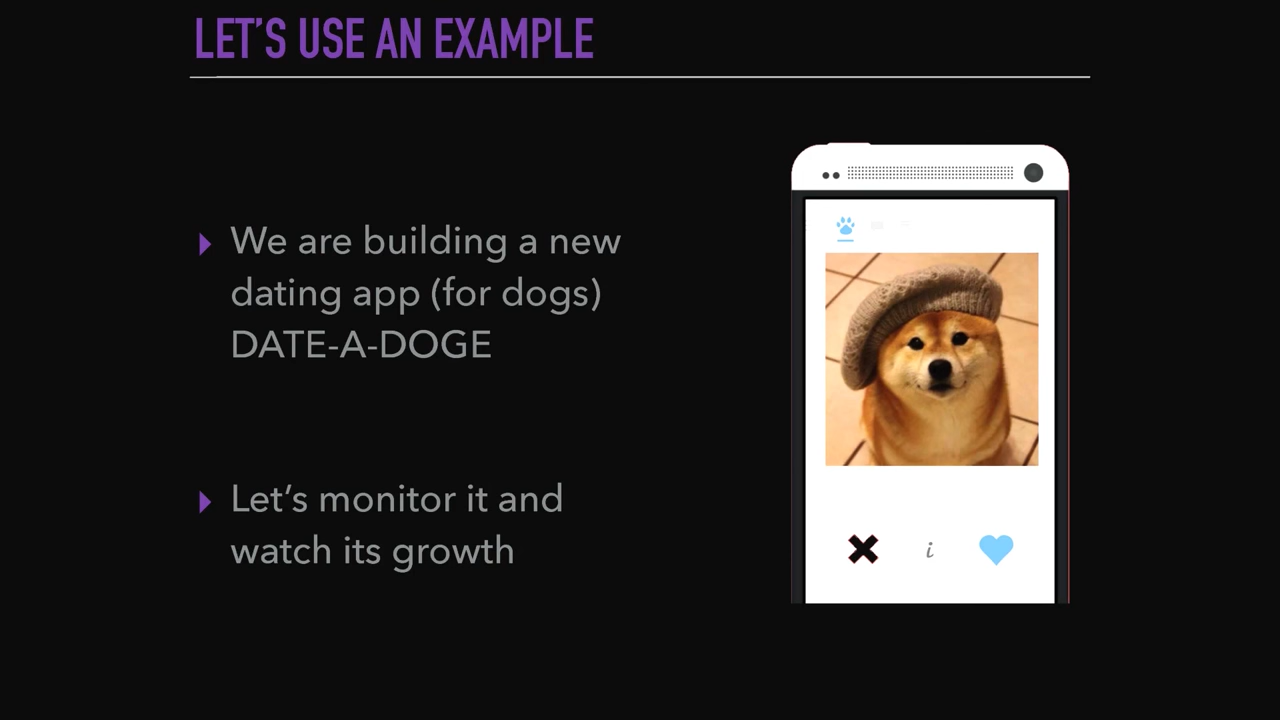 LET'S USE AN EXAMPLE
We are building a new
dating app (for dogs)
DATE-A-DOGE
Let's monitor it and
watch its growth
i